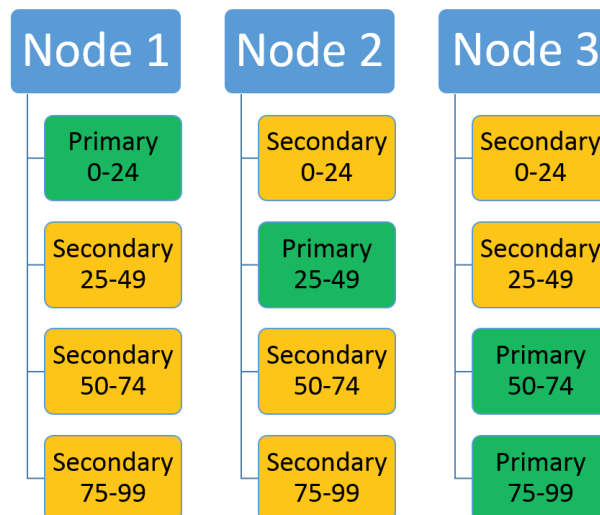 Node 1
Primary
0-24
Secondary
25-49
Secondary
50-74
Secondary
75-99
Node 2
Secondary
0-24
Primary
25-49
Secondary
50-74
Secondary
75-99
Node 3
Secondary
0-24
Secondary
25-49
Primary
50-74
Primary
75-99